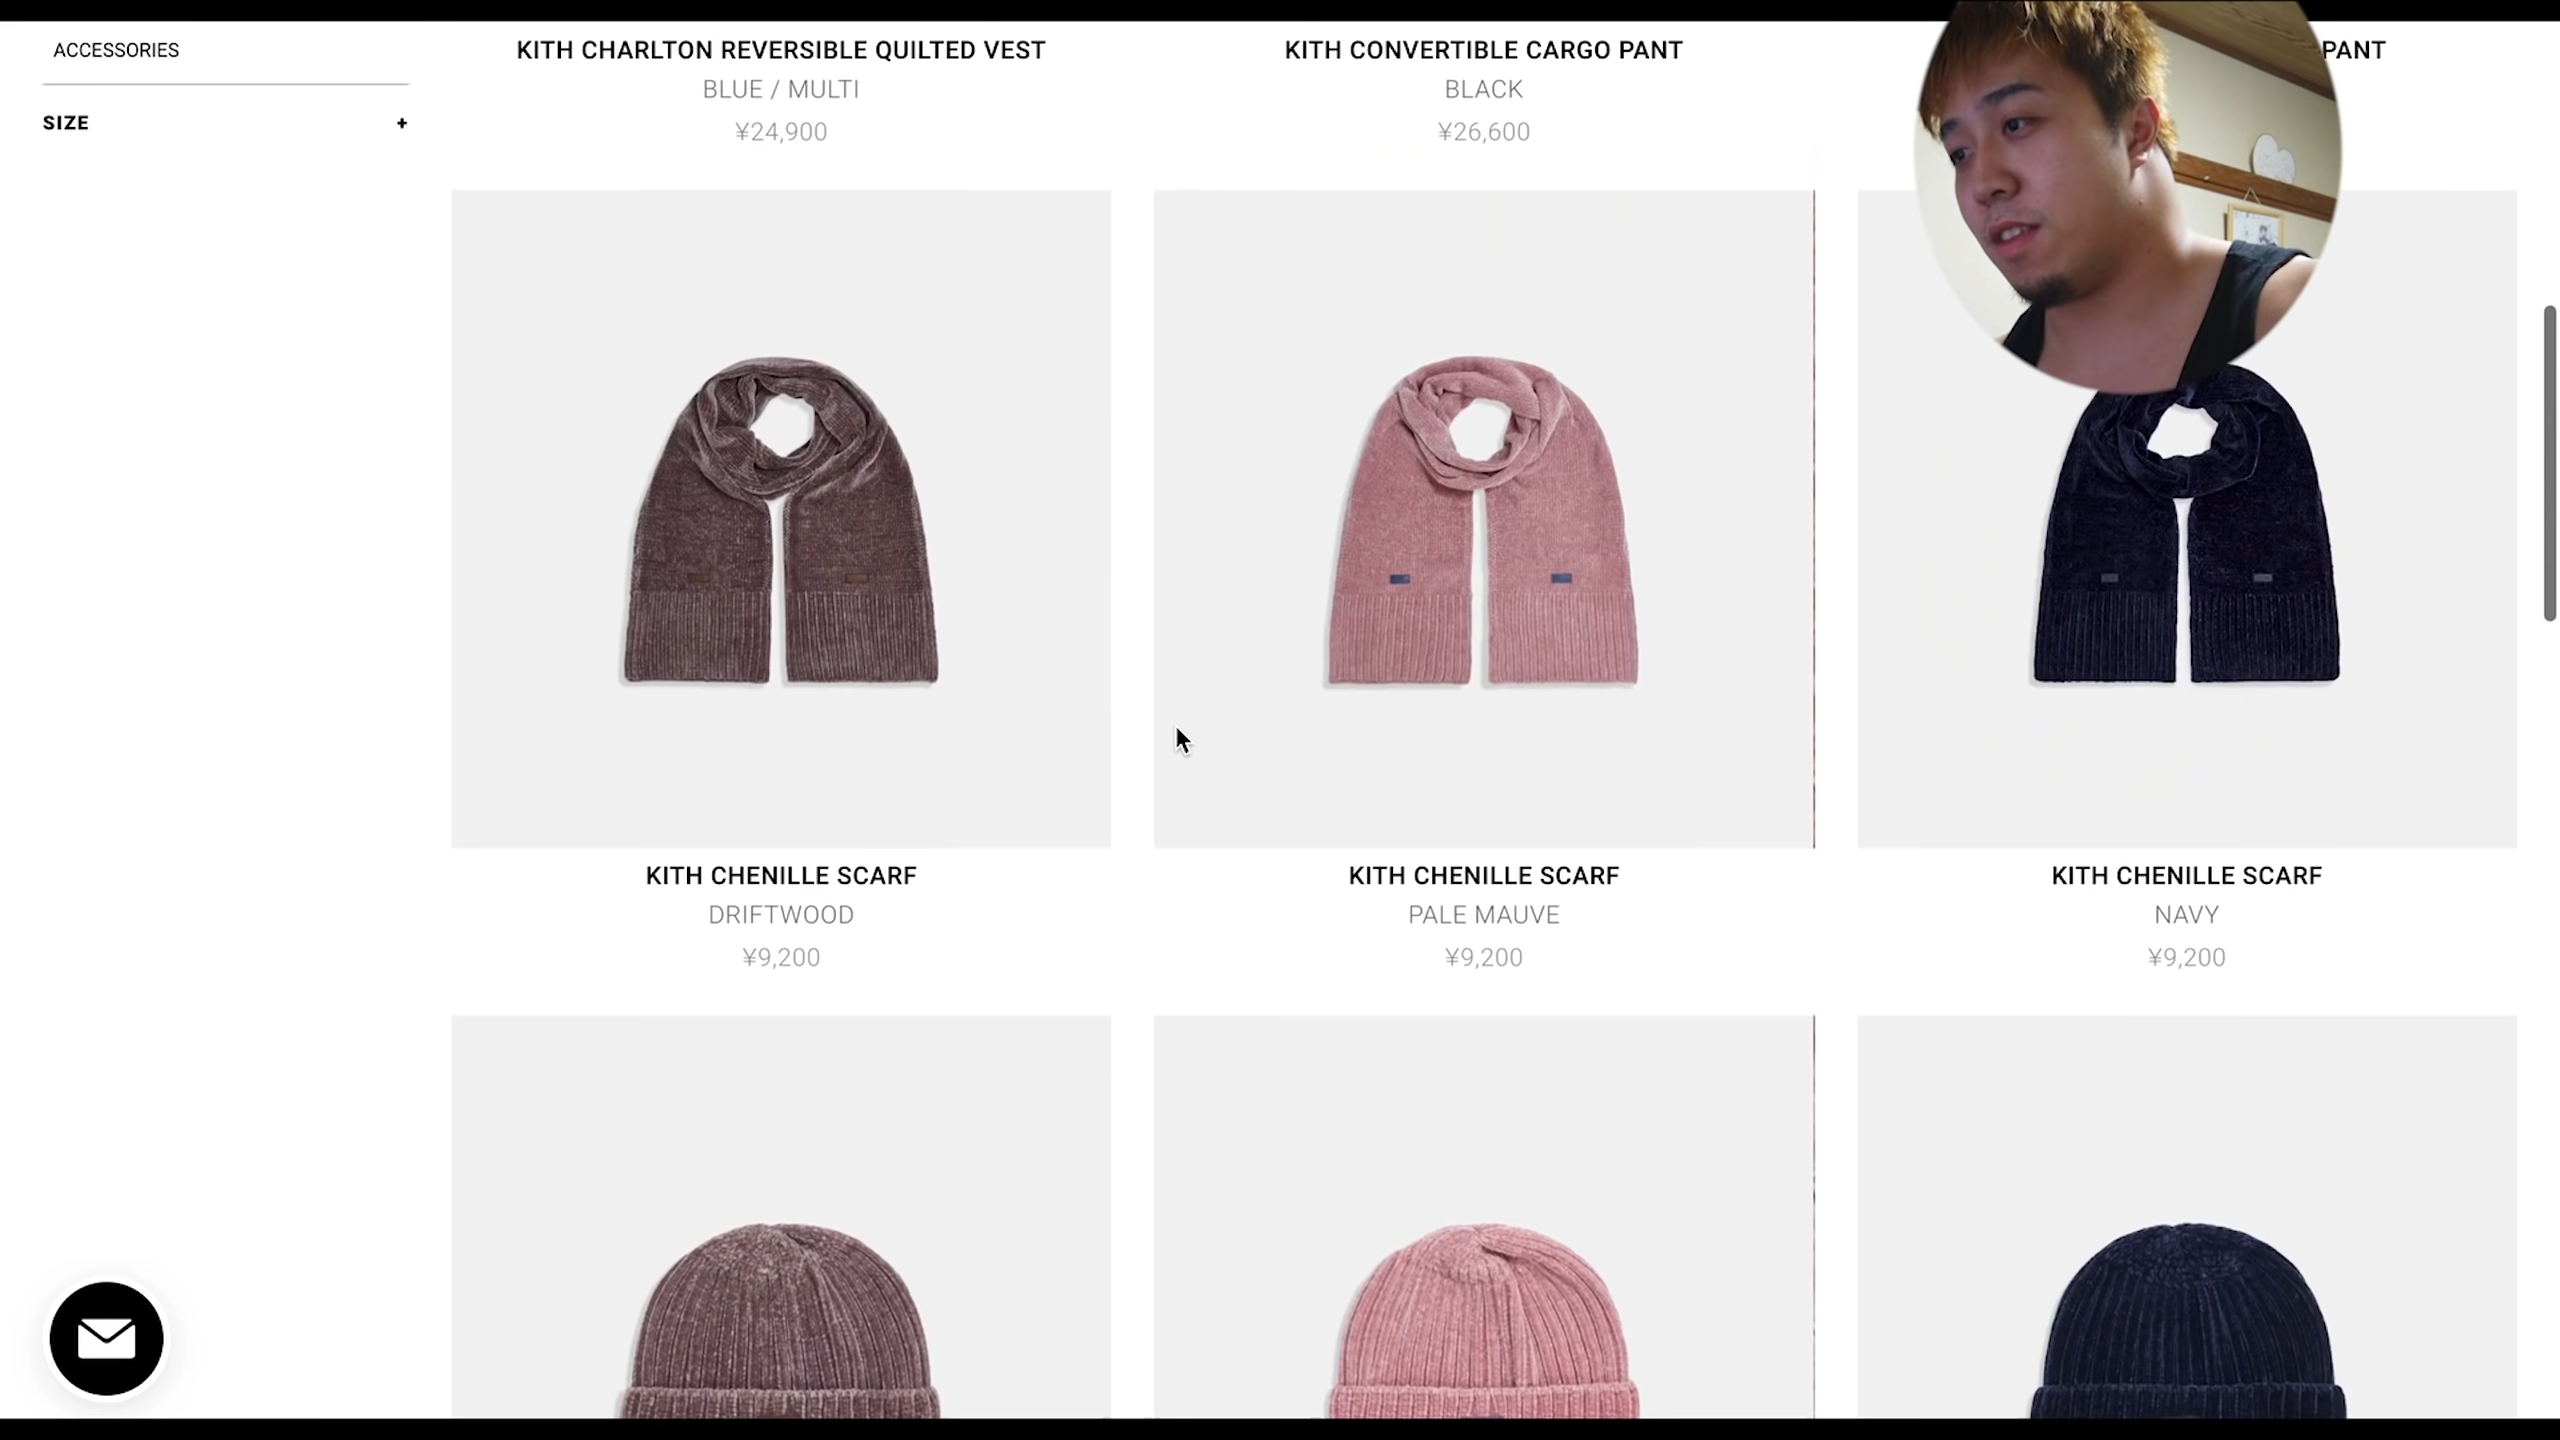 ACCESSORIES
SIZE +
KITH CHARLTON REVERSIBLE QUILTED VEST
BLUE / MULTI
¥24,900
KITH CONVERTIBLE CARGO PANT
BLACK
¥26,600
PANT
KITH CHENILLE SCARF
DRIFTWOOD
¥9,200
KITH CHENILLE SCARF
PALE MAUVE
¥9,200
KITH CHENILLE SCARF
NAVY
¥9,200